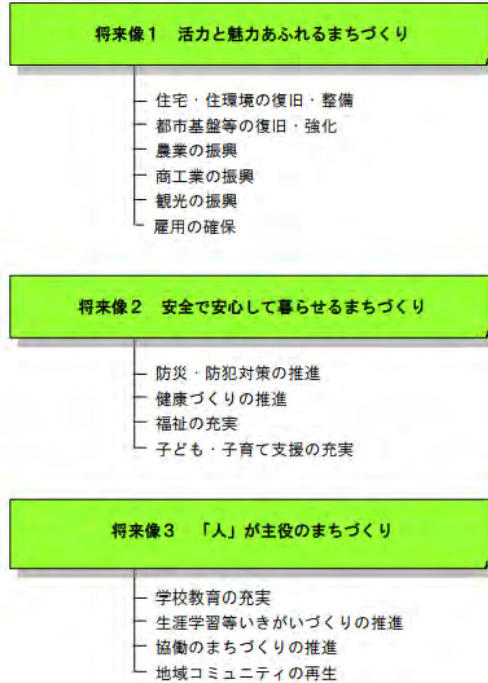 将来像１　活力と魅力あふれるまちづくり
住宅・住環境の復旧・整備
都市基盤等の復旧・強化
農業の振興
商工業の振興
観光の振興
雇用の確保
将来像２　安全で安心して暮らせるまちづくり
防災・防犯対策の推進
健康づくりの推進
福祉の充実
子ども・子育て支援の充実
将来像３　「人」が主役のまちづくり
学校教育の充実
生涯学習等いきがいづくりの推進
協働のまちづくりの推進
地域コミュニティの再生